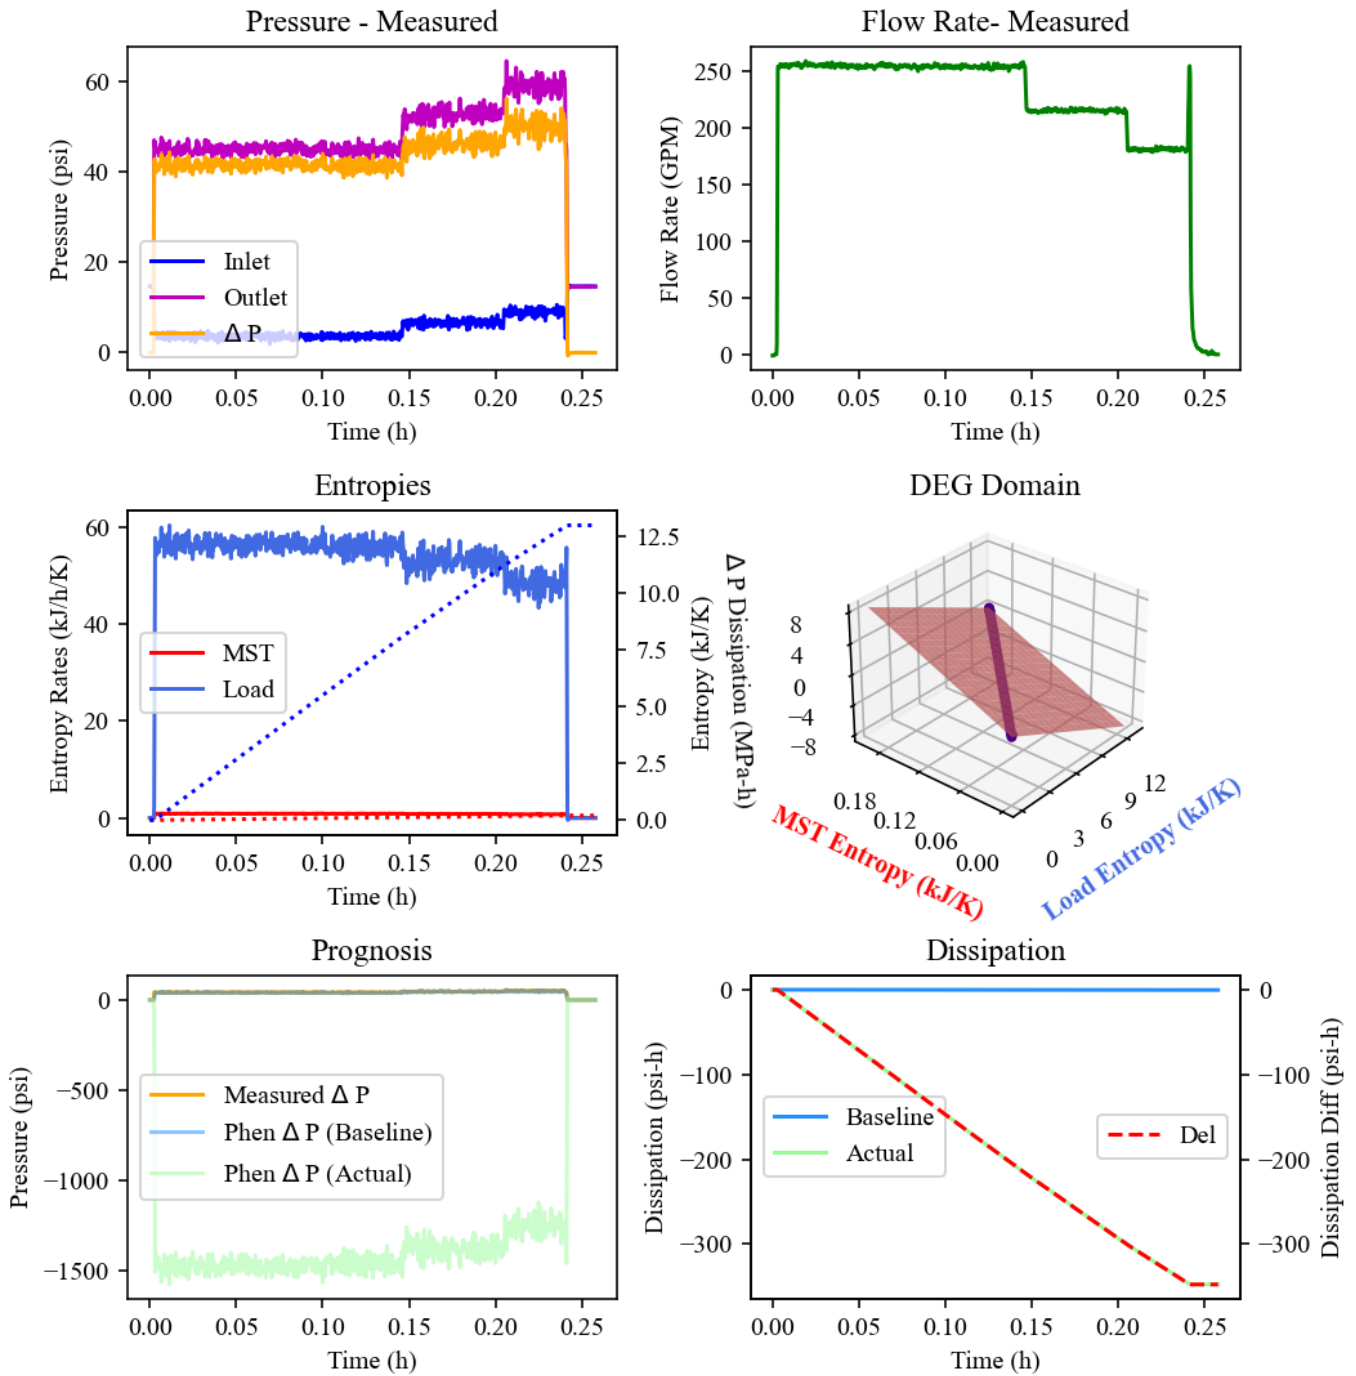 Pressure - Measured
60
40
20
0
Pressure (psi)
Inlet
Outlet
Δ P
0.00 0.05 0.10 0.15 0.20 0.25
Time (h)
Flow Rate- Measured
250
200
150
100
50
0
Flow Rate (GPM)
0.00 0.05 0.10 0.15 0.20 0.25
Time (h)
Entropies
60
40
20
0
Entropy Rates (kJ/h/K)
MST
Load
12.5
10.0
7.5
5.0
2.5
0.0
Entropy (kJ/K)
0.00 0.05 0.10 0.15 0.20 0.25
Time (h)
DEG Domain
Δ P Dissipation (MPa-h)
8
4
0
−4
−8
0.18
0.12
0.06
0.00
MST Entropy (kJ/K)
0
3
6
9
12
Load Entropy (kJ/K)
Prognosis
0
−500
−1000
−1500
Pressure (psi)
Measured Δ P
Phen Δ P (Baseline)
Phen Δ P (Actual)
0.00 0.05 0.10 0.15 0.20 0.25
Time (h)
Dissipation
0
−100
−200
−300
Dissipation (psi-h)
Baseline
Actual
Del
0
−100
−200
−300
Dissipation Diff (psi-h)
0.00 0.05 0.10 0.15 0.20 0.25
Time (h)